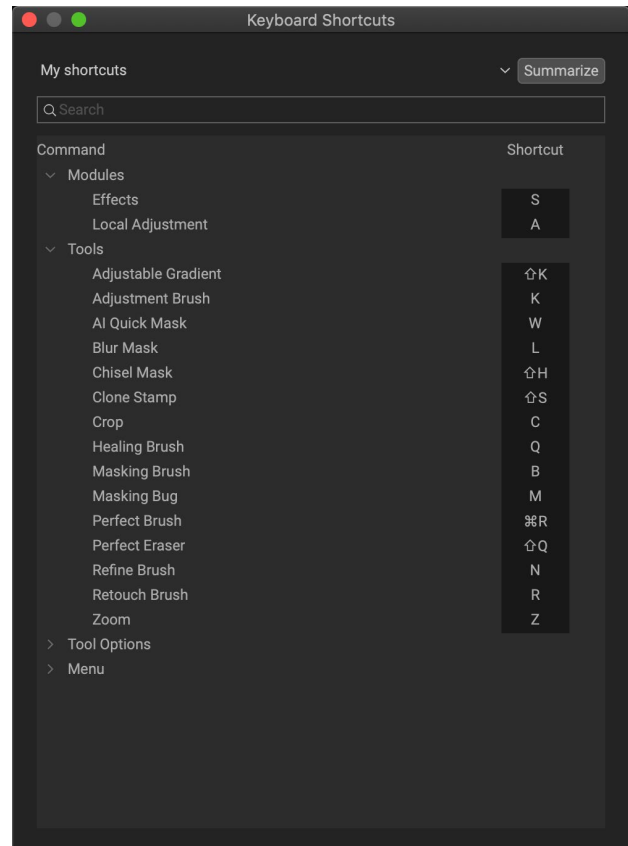 Keyboard Shortcuts
My shortcuts Summarize
Search
Command Shortcut
Modules
Effects S
Local Adjustment A
Tools
Adjustable Gradient ⇧K
Adjustment Brush K
AI Quick Mask W
Blur Mask L
Chisel Mask ⇧H
Clone Stamp ⇧S
Crop C
Healing Brush Q
Masking Brush B
Masking Bug M
Perfect Brush ⌘R
Perfect Eraser ⇧Q
Refine Brush N
Retouch Brush R
Zoom Z
Tool Options
Menu